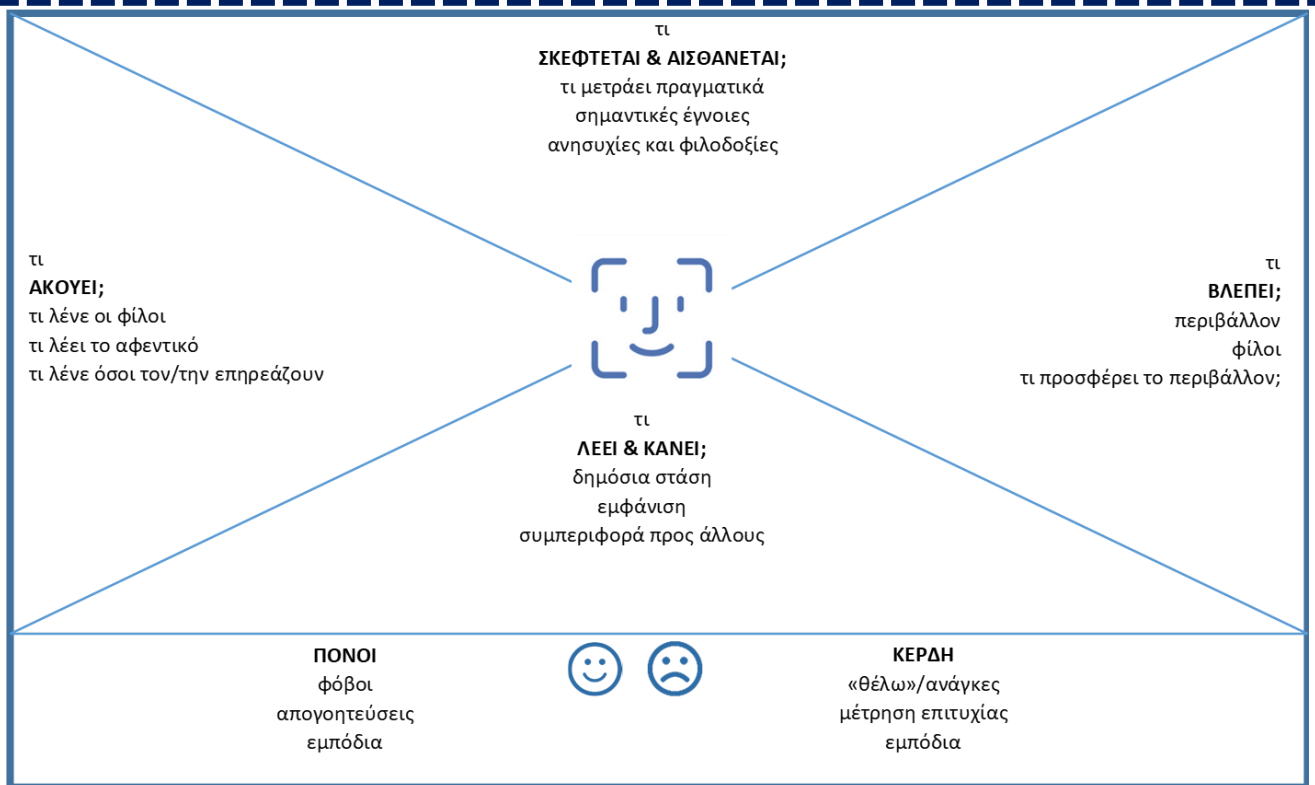 τι
ΣΚΕΦΤΕΤΑΙ & ΑΙΣΘΑΝΕΤΑΙ;
τι μετράει πραγματικά
σημαντικές έγνοιες
ανησυχίες και φιλοδοξίες
τι
ΑΚΟΥΕΙ;
τι λένε οι φίλοι
τι λέει το αφεντικό
τι λένε όσοι τον/την επηρεάζουν
τι
ΒΛΕΠΕΙ;
περιβάλλον
φίλοι
τι προσφέρει το περιβάλλον;
τι
ΛΕΕΙ & ΚΑΝΕΙ;
δημόσια στάση
εμφάνιση
συμπεριφορά προς άλλους
ΠΟΝΟΙ
φόβοι
απογοητεύσεις
εμπόδια
ΚΕΡΔΗ
«θέλω»/ανάγκες
μέτρηση επιτυχίας
εμπόδια